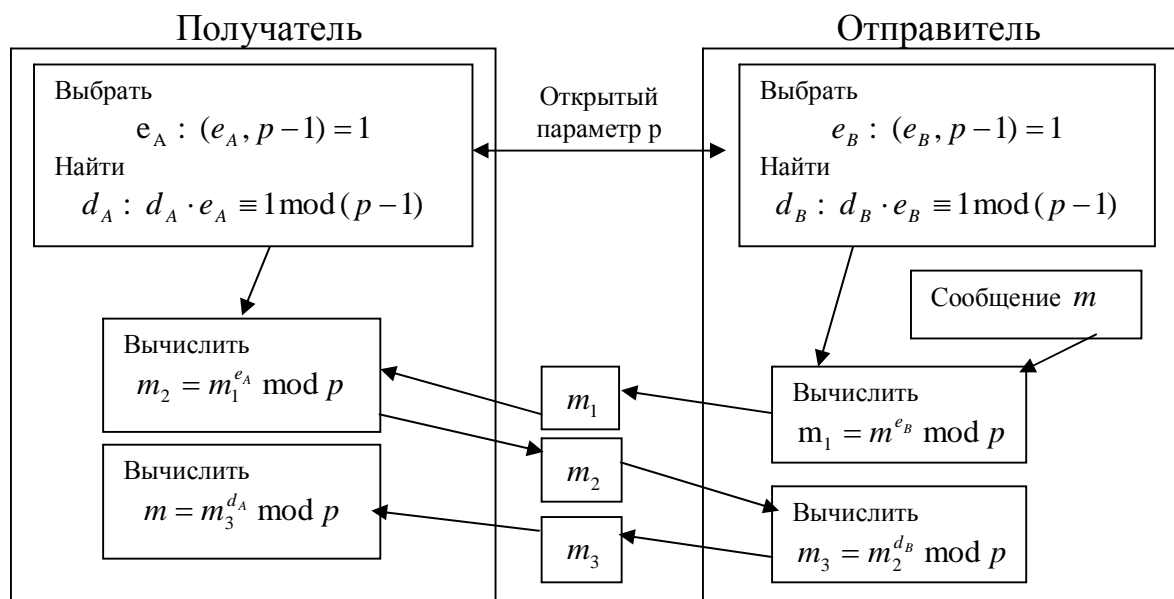 Получатель
Выбрать
e_A : (e_A, p − 1) = 1
Найти
d_A : d_A · e_A ≡ 1 mod (p − 1)
Открытый
параметр p
Отправитель
Выбрать
e_B : (e_B, p − 1) = 1
Найти
d_B : d_B · e_B ≡ 1 mod (p − 1)
Сообщение m
Вычислить
m_2 = m_1^{e_A} mod p
m_1
Вычислить
m_1 = m^{e_B} mod p
Вычислить
m = m_3^{d_A} mod p
m_2
m_3
Вычислить
m_3 = m_2^{d_B} mod p